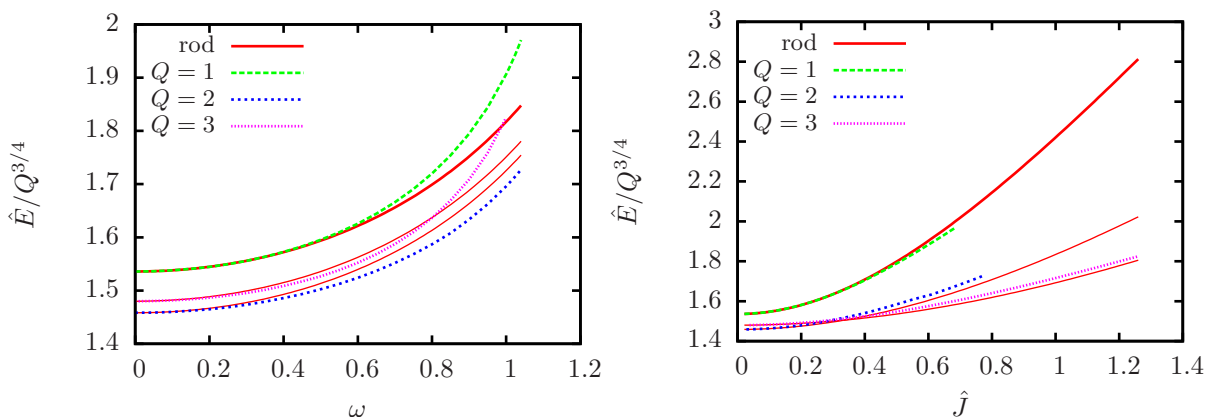 2
1.9
1.8
1.7
1.6
1.5
1.4
0
0.2
0.4
0.6
0.8
1
1.2
rod
Q = 1
Q = 2
Q = 3
Ê/Q^{3/4}
ω
3
2.8
2.6
2.4
2.2
2
1.8
1.6
1.4
0
0.2
0.4
0.6
0.8
1
1.2
1.4
rod
Q = 1
Q = 2
Q = 3
Ê/Q^{3/4}
Ĵ